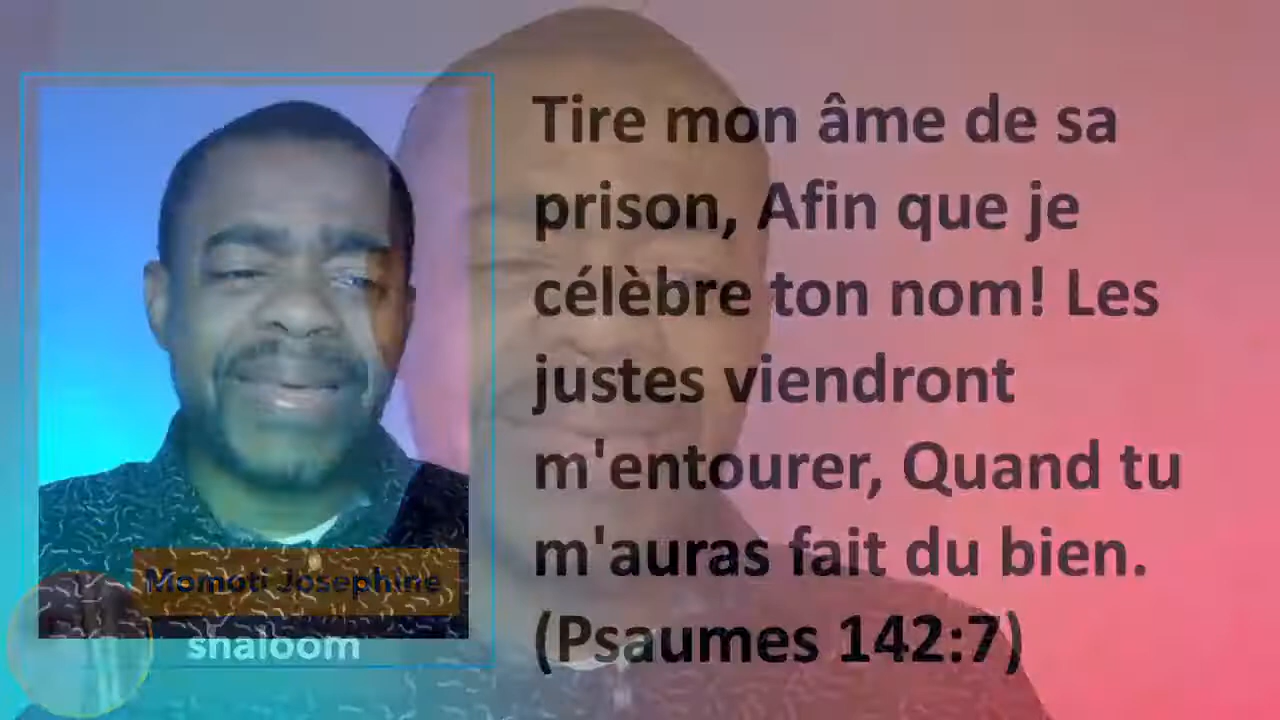 Tire mon âme de sa
prison, Afin que je
célèbre ton nom! Les
justes viendront
m'entourer, Quand tu
m'auras fait du bien.
(Psaumes 142:7)
Momoti Josephine
shaloom